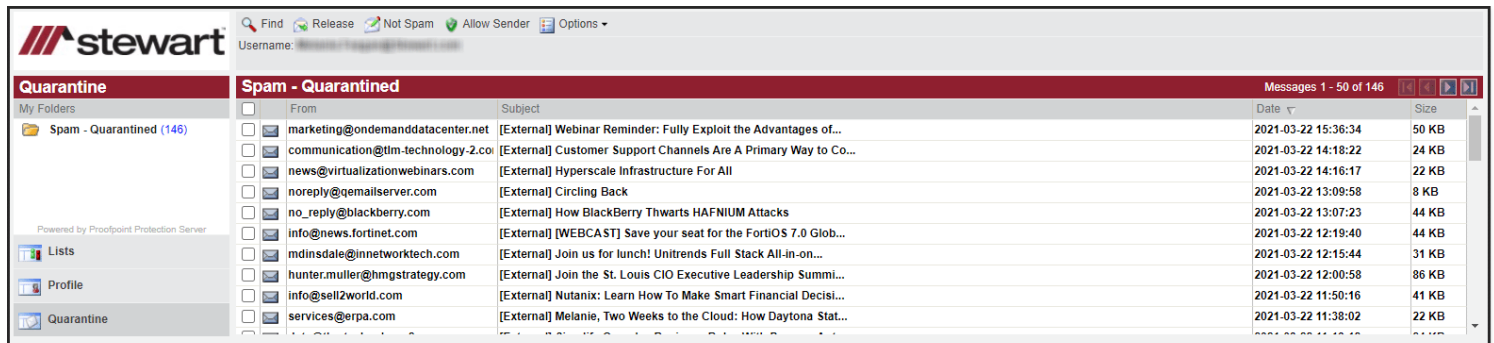 stewart
Find Release Not Spam Allow Sender Options
Username:
Quarantine
My Folders
Spam - Quarantined (146)
Powered by Proofpoint Protection Server
Lists
Profile
Quarantine
Spam - Quarantined Messages 1 - 50 of 146
From Subject Date Size
marketing@ondemanddatacenter.net [External] Webinar Reminder: Fully Exploit the Advantages of... 2021-03-22 15:36:34 50 KB
communication@tlm-technology-2.co [External] Customer Support Channels Are A Primary Way to Co... 2021-03-22 14:18:22 24 KB
news@virtualizationwebinars.com [External] Hyperscale Infrastructure For All 2021-03-22 14:16:17 22 KB
noreply@qemailserver.com [External] Circling Back 2021-03-22 13:09:58 8 KB
no_reply@blackberry.com [External] How BlackBerry Thwarts HAFNIUM Attacks 2021-03-22 13:07:23 44 KB
info@news.fortinet.com [External] [WEBCAST] Save your seat for the FortiOS 7.0 Glob... 2021-03-22 12:19:40 44 KB
mdinsdale@innetworktech.com [External] Join us for lunch! Unitrends Full Stack All-in-on... 2021-03-22 12:15:44 31 KB
hunter.muller@hmgstrategy.com [External] Join the St. Louis CIO Executive Leadership Summi... 2021-03-22 12:00:58 86 KB
info@sell2world.com [External] Nutanix: Learn How To Make Smart Financial Decisi... 2021-03-22 11:50:16 41 KB
services@erpa.com [External] Melanie, Two Weeks to the Cloud: How Daytona Stat... 2021-03-22 11:38:02 22 KB